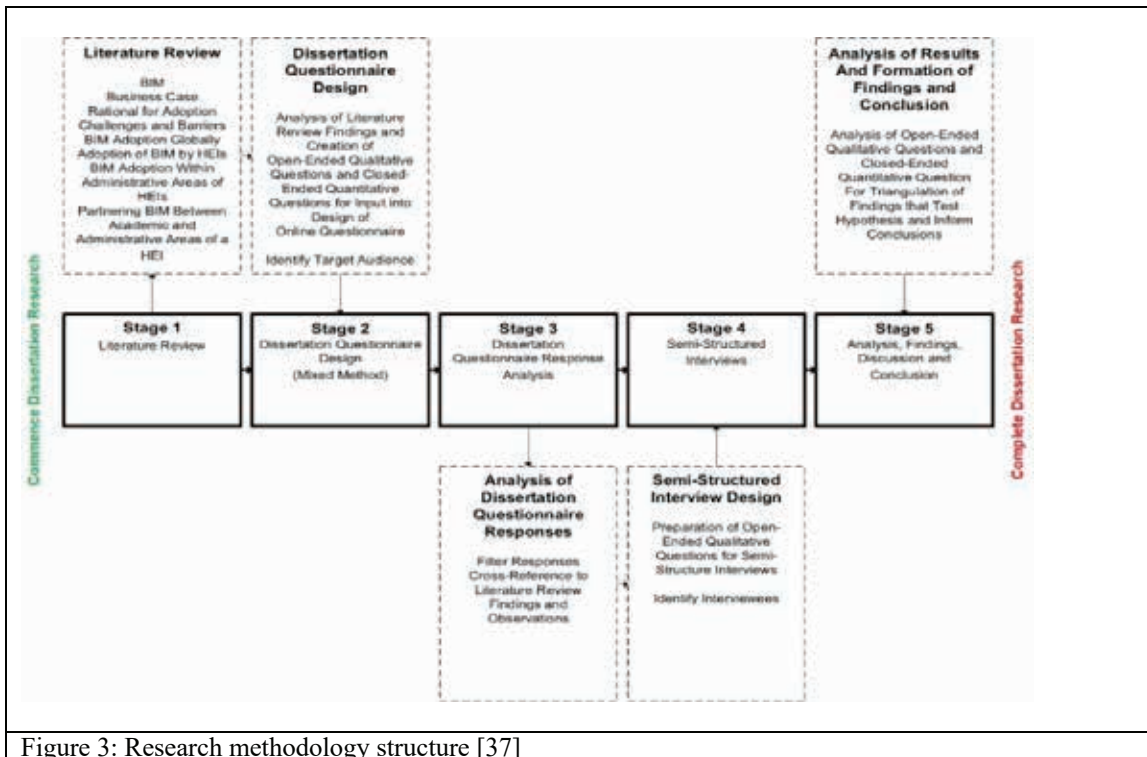 Literature Review
BIM
Business Case
Rational for Adoption
Challenges and Barriers
BIM Adoption Globally
Adoption of BIM by HEIs
BIM Adoption Within
Administrative Areas of
HEIs
Partnering BIM Between
Academic and
Administrative Areas of a
HEI
Dissertation
Questionnaire
Design
Analysis of Literature
Review Findings and
Creation of
Open-Ended Qualitative
Questions and Closed-
Ended Quantitative
Questions for Input into
Design of
Online Questionnaire
Identify Target Audience
Analysis of Results
And Formation of
Findings and
Conclusion
Analysis of Open-Ended
Qualitative Questions and
Closed-Ended
Quantitative Question
For Triangulation of
Findings that Test
Hypothesis and Inform
Conclusions
Commence Dissertation Research
Stage 1
Literature Review
Stage 2
Dissertation Questionnaire
Design
(Mixed Method)
Stage 3
Dissertation
Questionnaire Response
Analysis
Stage 4
Semi-Structured
Interviews
Stage 5
Analysis, Findings,
Discussion and
Conclusion
Complete Dissertation Research
Analysis of
Dissertation
Questionnaire
Responses
Filter Responses
Cross-Reference to
Literature Review
Findings and
Observations
Semi-Structured
Interview Design
Preparation of Open-
Ended Qualitative
Questions for Semi-
Structure Interviews
Identify Interviewees
Figure 3: Research methodology structure [37]